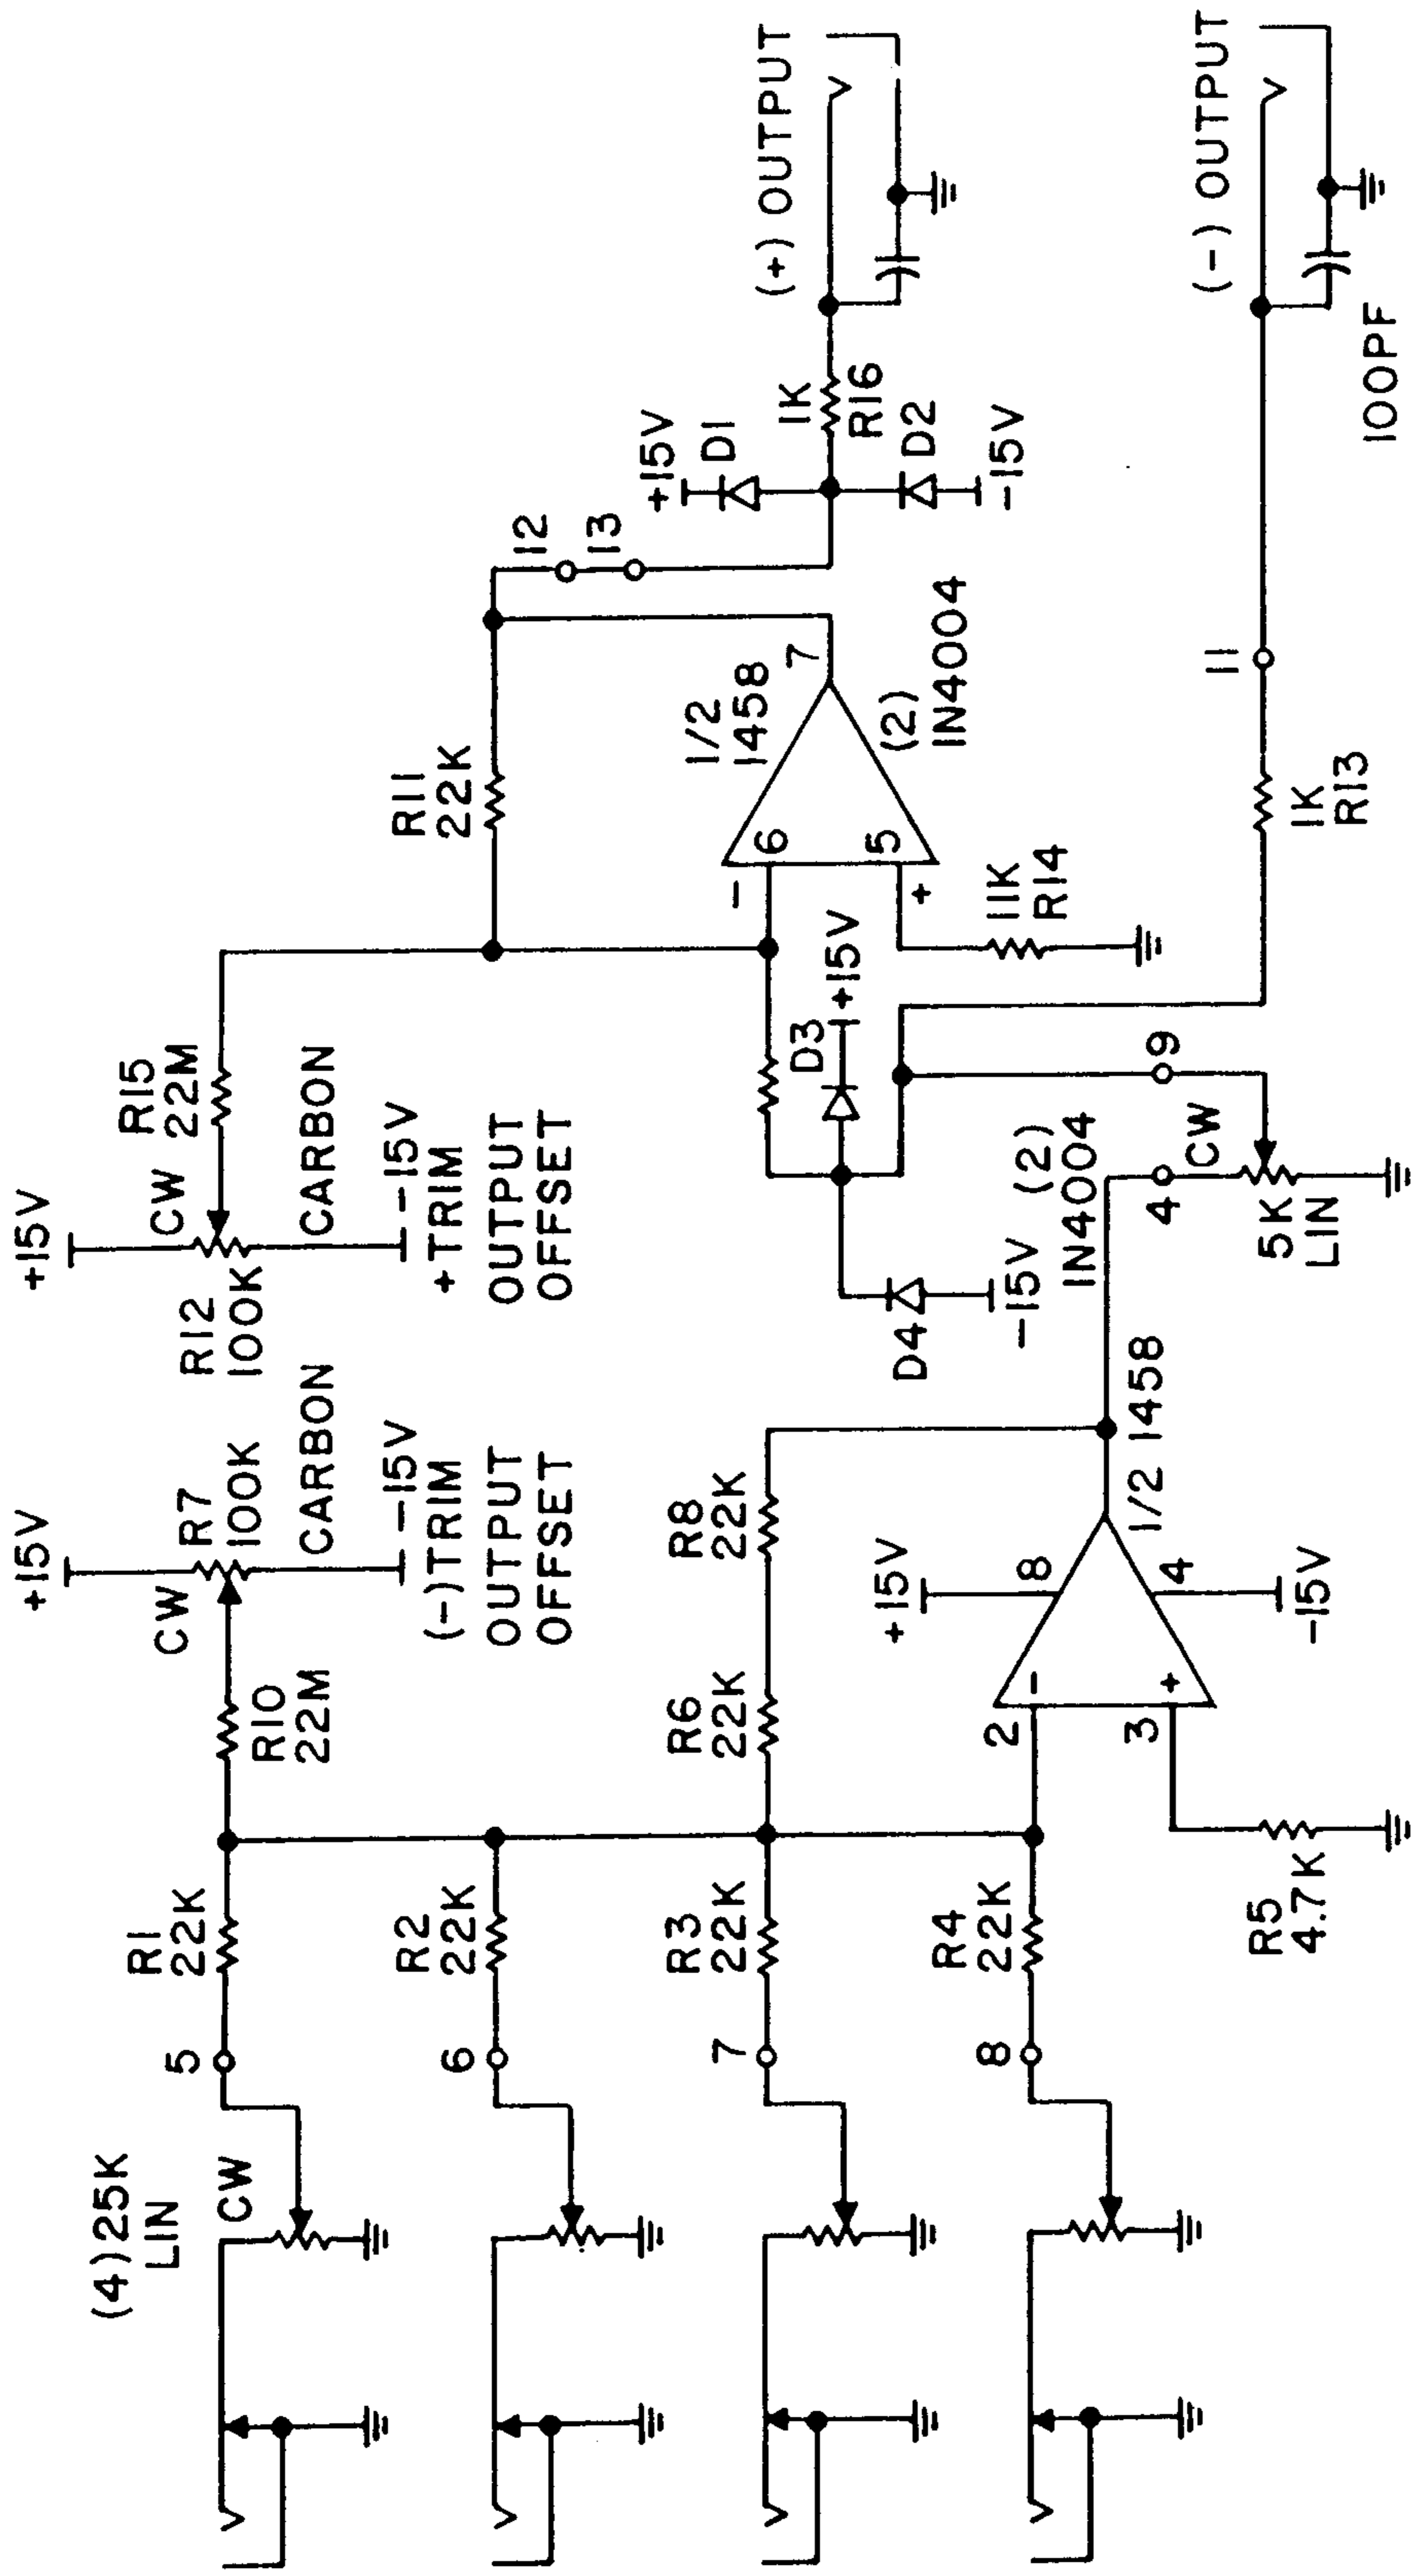 (4)25K
LIN
CW
5
R1
22K
6
R2
22K
7
R3
22K
8
R4
22K
R10
22M
+15V
CW
R7
100K
CARBON
-15V
(-)TRIM
OUTPUT
OFFSET
+15V
CW
R12
100K
CARBON
-15V
+TRIM
OUTPUT
OFFSET
R15
22M
R6
22K
R8
22K
2
-
3
+
+15V
8
4
-15V
1/2 1458
R5
4.7K
4
CW
5K
LIN
9
D3
+15V
D4
-15V
(2)
1N4004
R11
22K
-
6
5
+
7
1/2
1458
(2)
1N4004
11K
R14
12
13
+15V
D1
D2
-15V
1K
R16
(+) OUTPUT
1K
R13
11
(-) OUTPUT
100PF